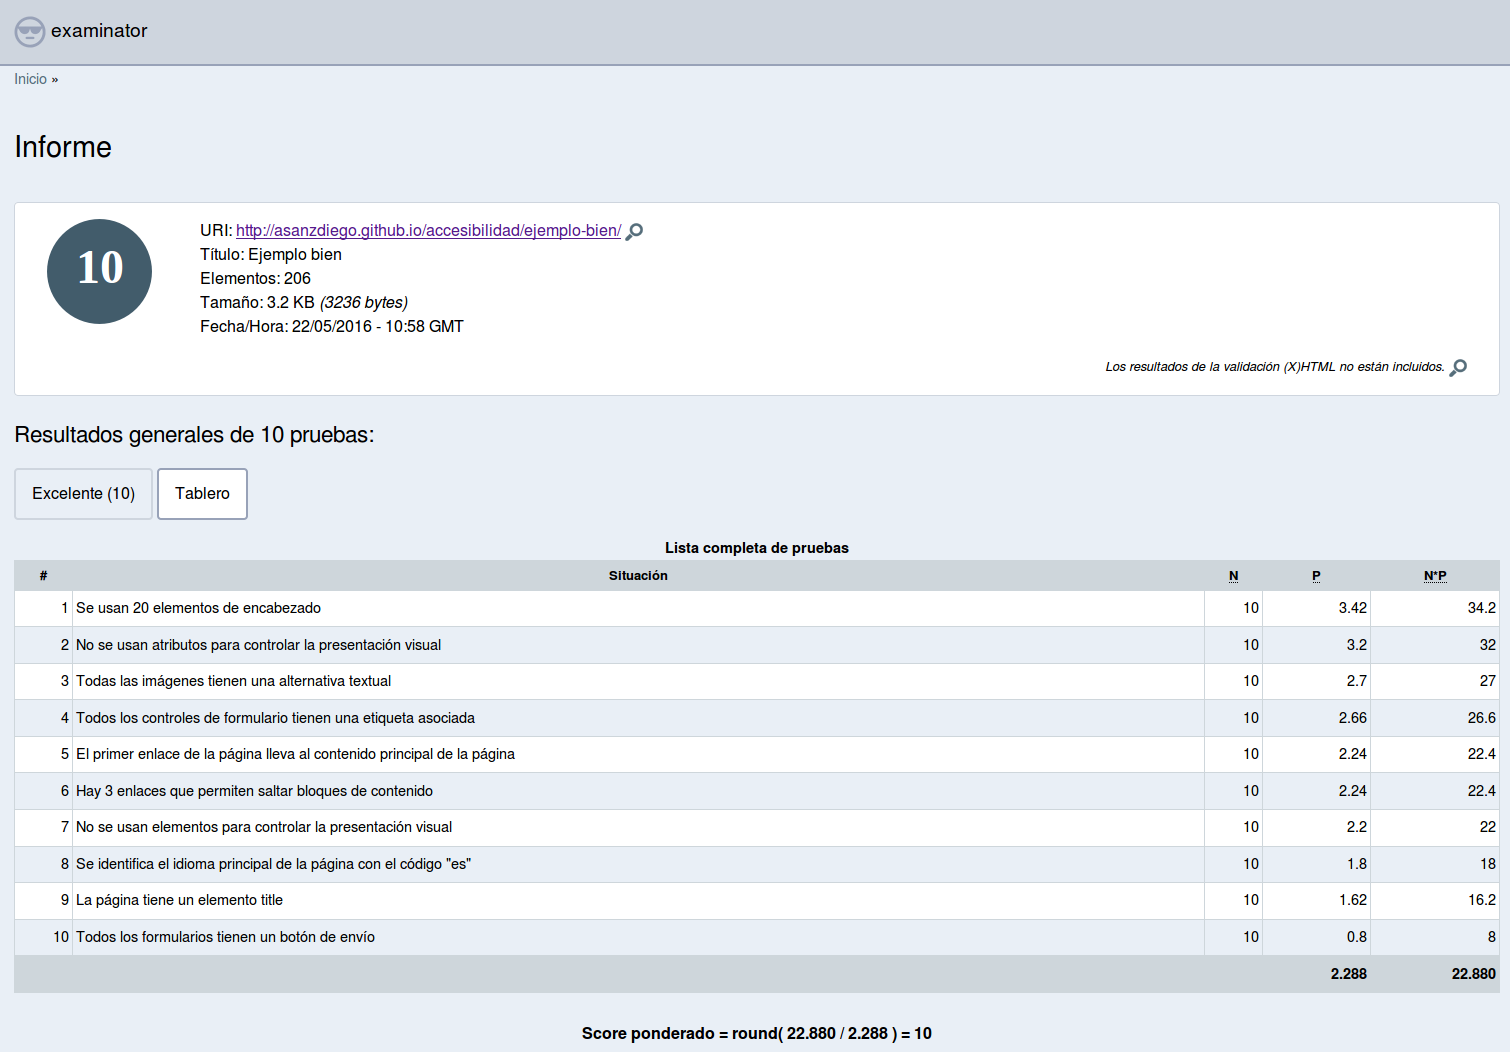 examinator
Inicio »
Informe
10
URI: http://asanzdiego.github.io/accesibilidad/ejemplo-bien/
Título: Ejemplo bien
Elementos: 206
Tamaño: 3.2 KB (3236 bytes)
Fecha/Hora: 22/05/2016 - 10:58 GMT
Los resultados de la validación (X)HTML no están incluidos.
Resultados generales de 10 pruebas:
Excelente (10) Tablero
Lista completa de pruebas
# Situación N P N*P
1 Se usan 20 elementos de encabezado 10 3.42 34.2
2 No se usan atributos para controlar la presentación visual 10 3.2 32
3 Todas las imágenes tienen una alternativa textual 10 2.7 27
4 Todos los controles de formulario tienen una etiqueta asociada 10 2.66 26.6
5 El primer enlace de la página lleva al contenido principal de la página 10 2.24 22.4
6 Hay 3 enlaces que permiten saltar bloques de contenido 10 2.24 22.4
7 No se usan elementos para controlar la presentación visual 10 2.2 22
8 Se identifica el idioma principal de la página con el código "es" 10 1.8 18
9 La página tiene un elemento title 10 1.62 16.2
10 Todos los formularios tienen un botón de envío 10 0.8 8
2.288 22.880
Score ponderado = round( 22.880 / 2.288 ) = 10